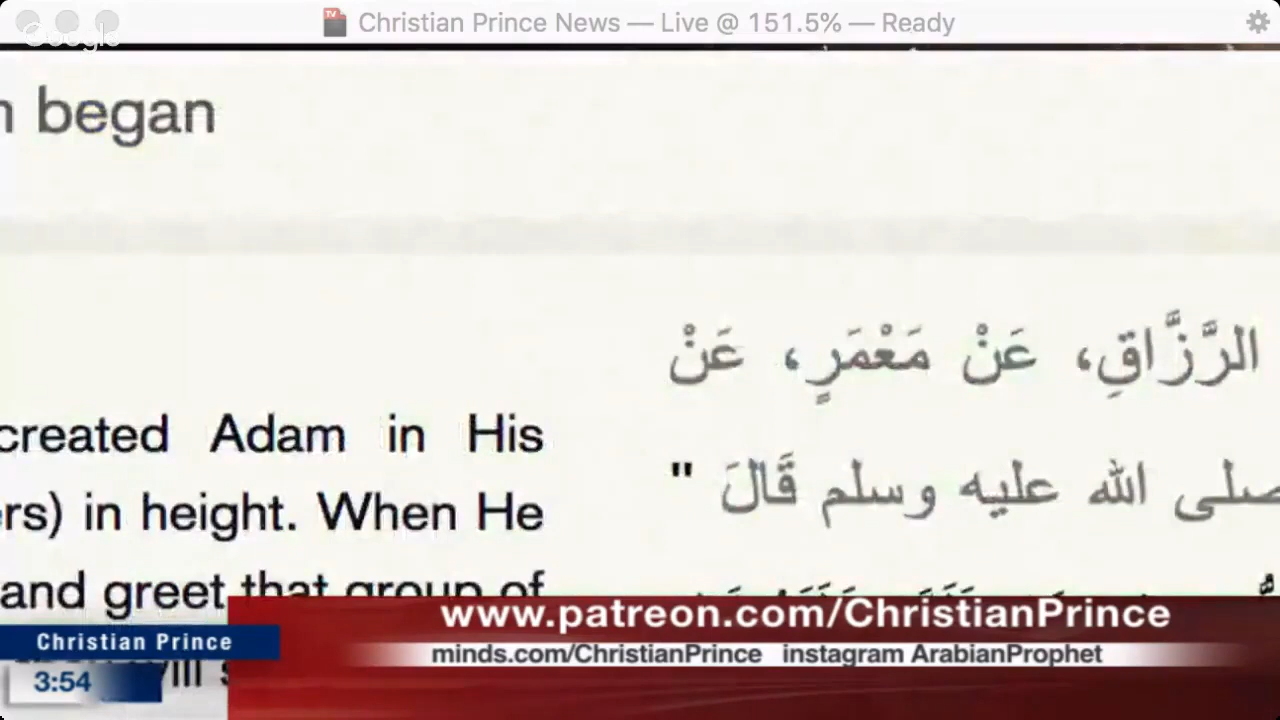 Christian Prince News — Live @ 151.5% — Ready
Google
began
الرَّزَّاقِ، عَنْ مَعْمَرٍ، عَنْ
created Adam in His
صلى الله عليه وسلم قَالَ "
ers) in height. When He
and greet that group of
www.patreon.com/ChristianPrince
Christian Prince
minds.com/ChristianPrince instagram ArabianProphet
3:54